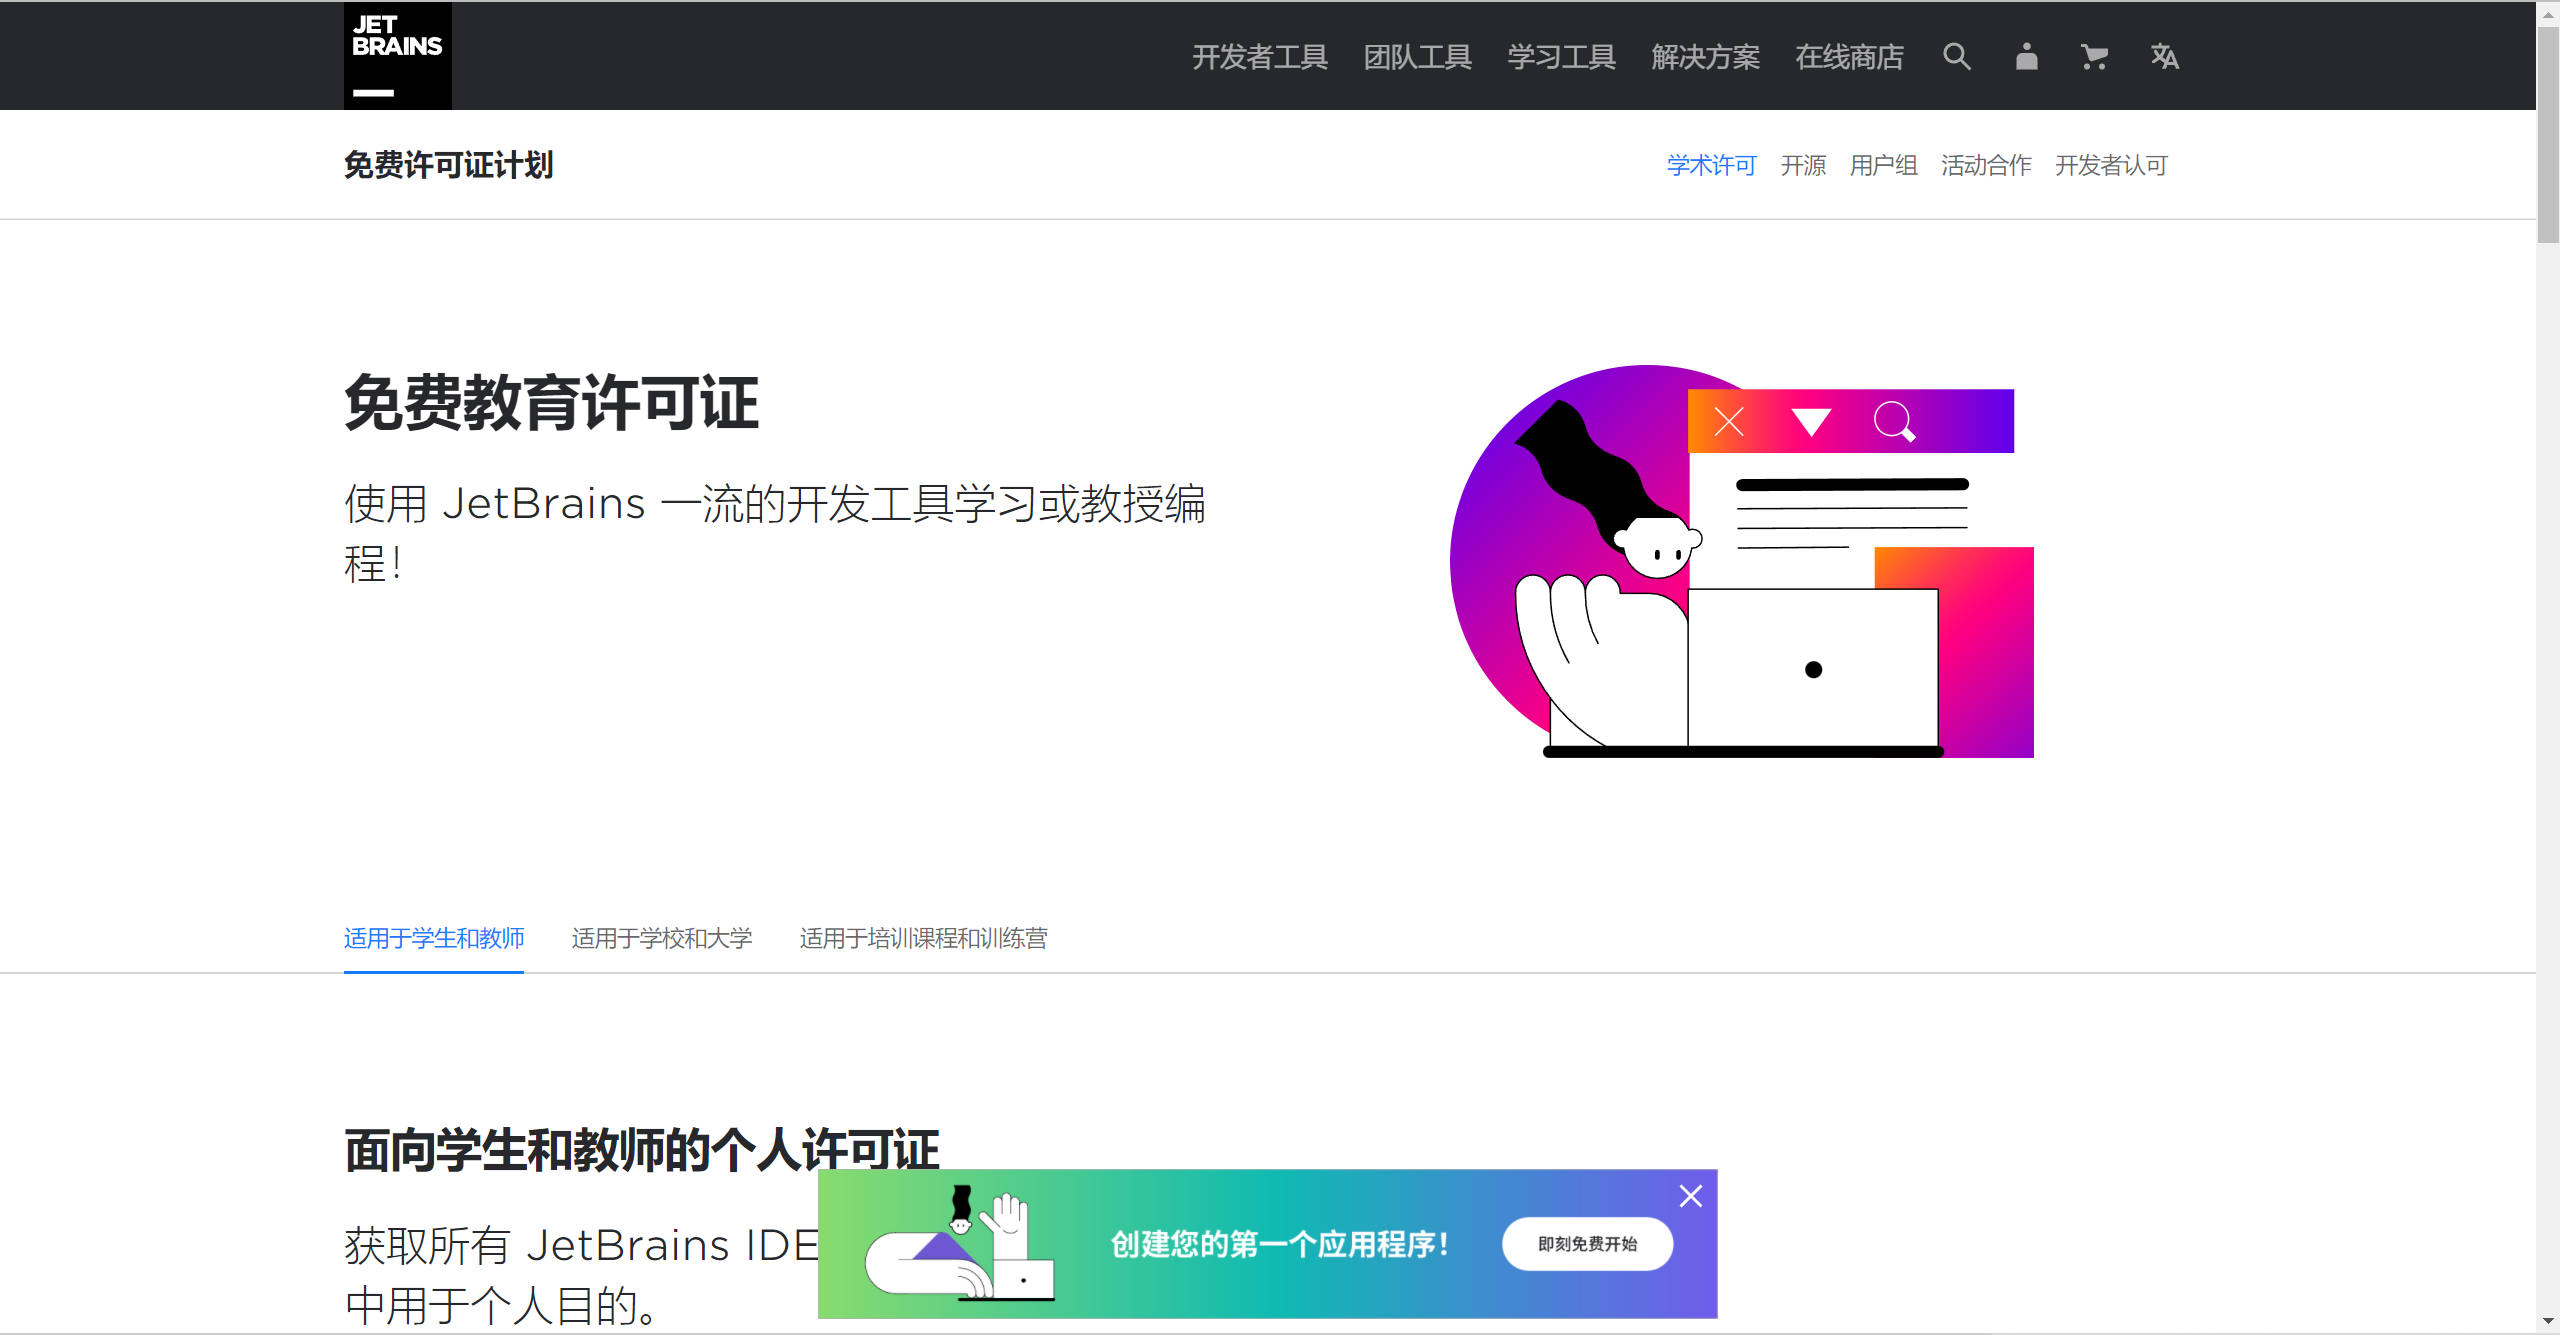 JET
BRAINS
开发者工具 团队工具 学习工具 解决方案 在线商店
免费许可证计划
学术许可 开源 用户组 活动合作 开发者认可
免费教育许可证
使用 JetBrains 一流的开发工具学习或教授编
程！
适用于学生和教师 适用于学校和大学 适用于培训课程和训练营
面向学生和教师的个人许可证
获取所有 JetBrains IDE
中用于个人目的。
创建您的第一个应用程序！
即刻免费开始